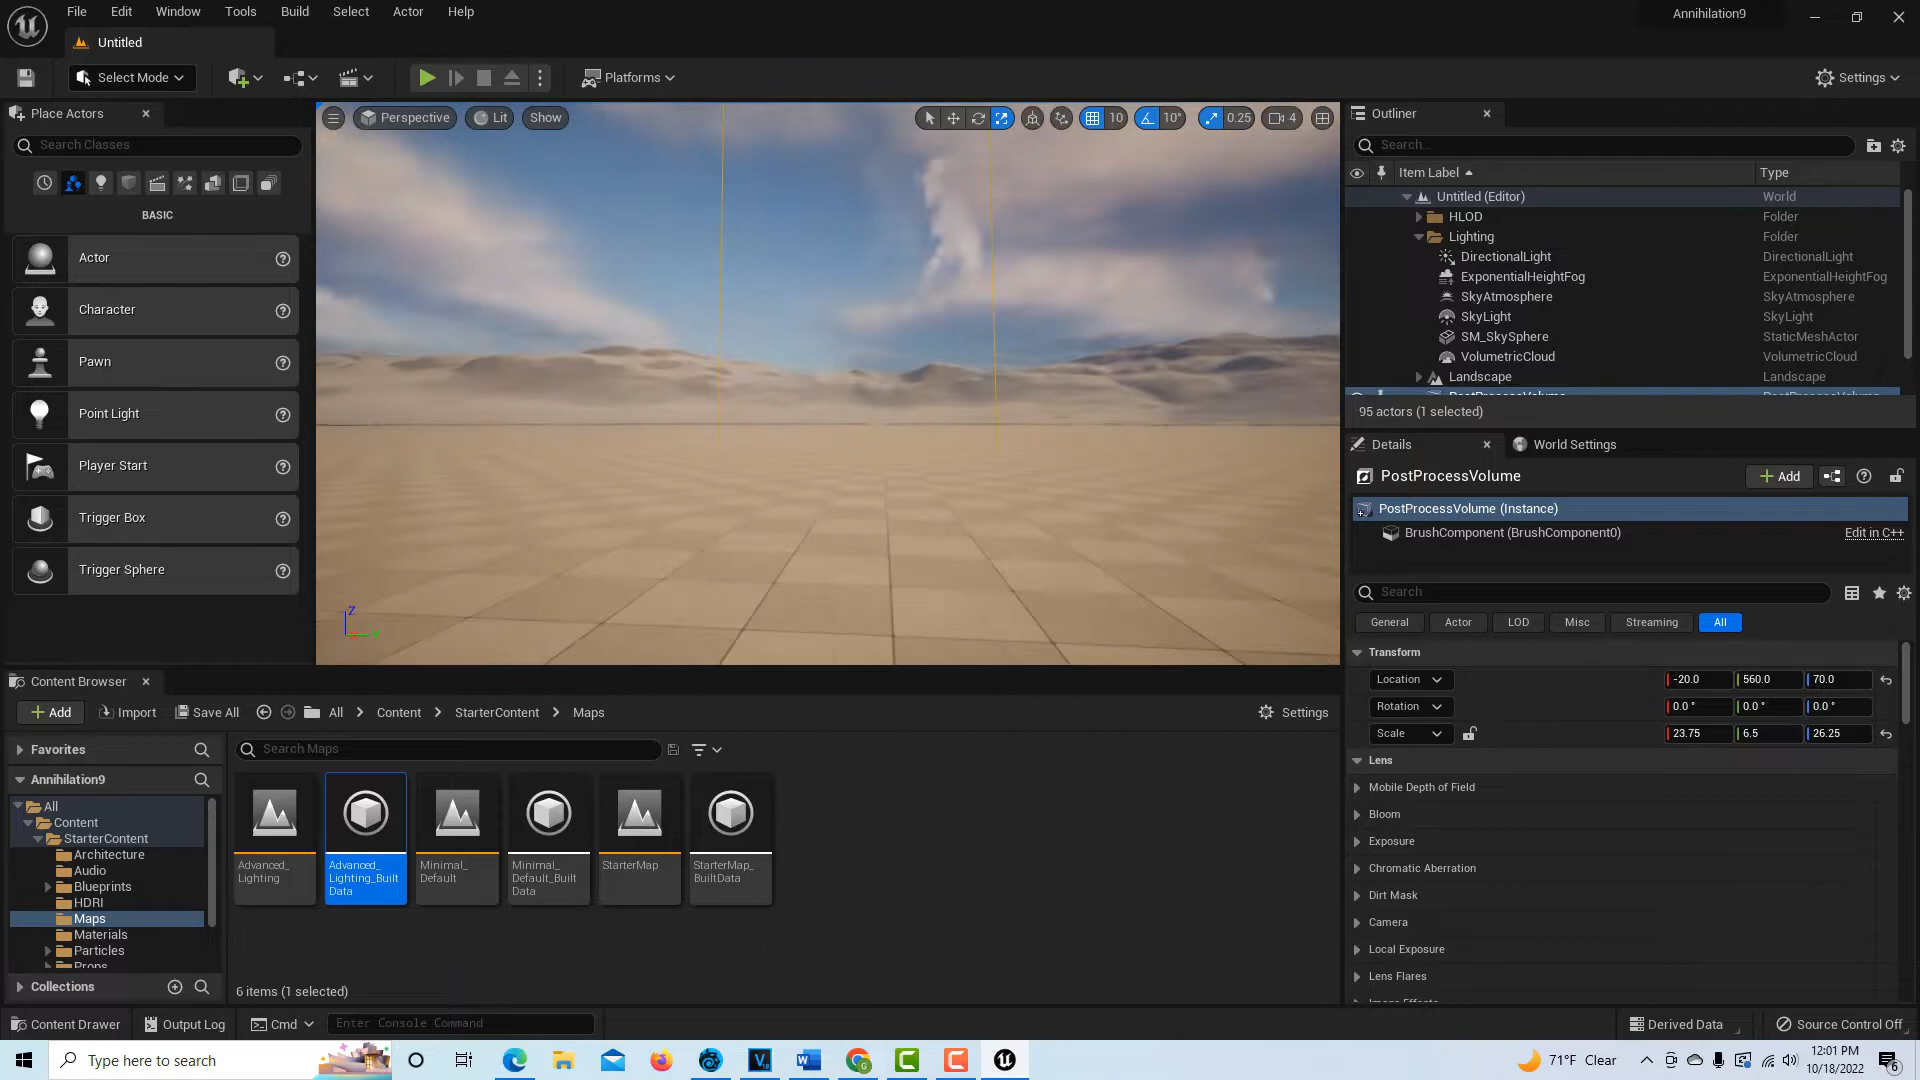 File Edit Window Tools Build Select Actor Help
Annihilation9
Untitled
Select Mode
Platforms
Settings
Place Actors
Search Classes
BASIC
Actor
Character
Pawn
Point Light
Player Start
Trigger Box
Trigger Sphere
Perspective Lit Show
10 10° 0.25 4
Z
Y
Outliner
Search...
Item Label Type
Untitled (Editor) World
HLOD Folder
Lighting Folder
DirectionalLight DirectionalLight
ExponentialHeightFog ExponentialHeightFog
SkyAtmosphere SkyAtmosphere
SkyLight SkyLight
SM_SkySphere StaticMeshActor
VolumetricCloud VolumetricCloud
Landscape Landscape
PostProcessVolume PostProcessVolume
95 actors (1 selected)
Details World Settings
PostProcessVolume
Add
PostProcessVolume (Instance)
BrushComponent (BrushComponent0) Edit in C++
Search
General Actor LOD Misc Streaming All
Transform
Location -20.0 560.0 70.0
Rotation 0.0 ° 0.0 ° 0.0 °
Scale 23.75 6.5 26.25
Lens
Mobile Depth of Field
Bloom
Exposure
Chromatic Aberration
Dirt Mask
Camera
Local Exposure
Lens Flares
Image Effects
Content Browser
Add Import Save All All Content StarterContent Maps Settings
Favorites
Search Maps
Annihilation9
All
Content
StarterContent
Architecture
Audio
Blueprints
HDRI
Maps
Materials
Particles
Props
Collections
Advanced_
Lighting
Advanced_
Lighting_Built
Data
Minimal_
Default
Minimal_
Default_Built
Data
StarterMap
StarterMap_
BuiltData
6 items (1 selected)
Content Drawer Output Log Cmd Enter Console Command Derived Data Source Control Off
Type here to search
71°F Clear
12:01 PM
10/18/2022
6